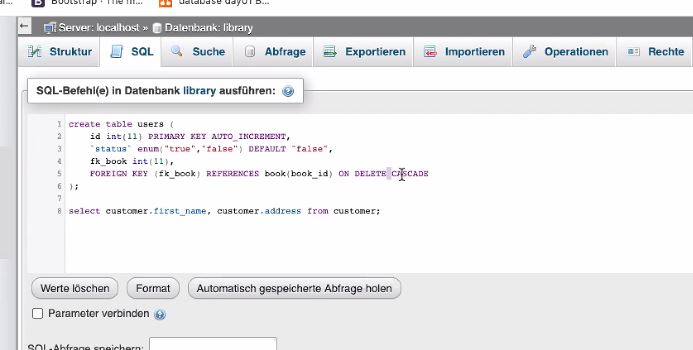 Bootstrap · The m...
database day01 B...
Server: localhost » Datenbank: library
Struktur SQL Suche Abfrage Exportieren Importieren Operationen Rechte
SQL-Befehl(e) in Datenbank library ausführen:
1 create table users (
2 id int(11) PRIMARY KEY AUTO_INCREMENT,
3 `status` enum("true","false") DEFAULT "false",
4 fk_book int(11),
5 FOREIGN KEY (fk_book) REFERENCES book(book_id) ON DELETE CASCADE
6 );
7
8 select customer.first_name, customer.address from customer;
Werte löschen Format Automatisch gespeicherte Abfrage holen
Parameter verbinden
SQL-Abfrage speichern: